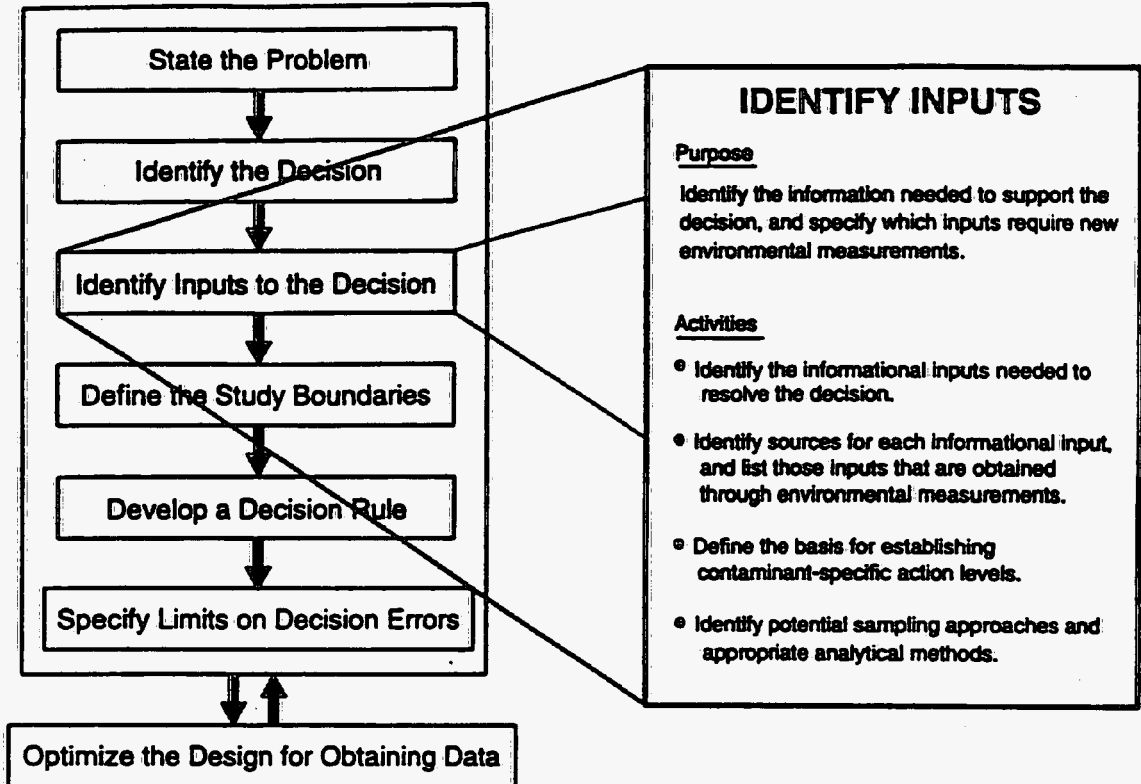 State the Problem
Identify the Decision
Identify Inputs to the Decision
Define the Study Boundaries
Develop a Decision Rule
Specify Limits on Decision Errors
Optimize the Design for Obtaining Data
IDENTIFY INPUTS
Purpose
Identify the information needed to support the
decision, and specify which inputs require new
environmental measurements.
Activities
Identify the informational inputs needed to
resolve the decision.
Identify sources for each informational input,
and list those inputs that are obtained
through environmental measurements.
Define the basis for establishing
contaminant-specific action levels.
Identify potential sampling approaches and
appropriate analytical methods.